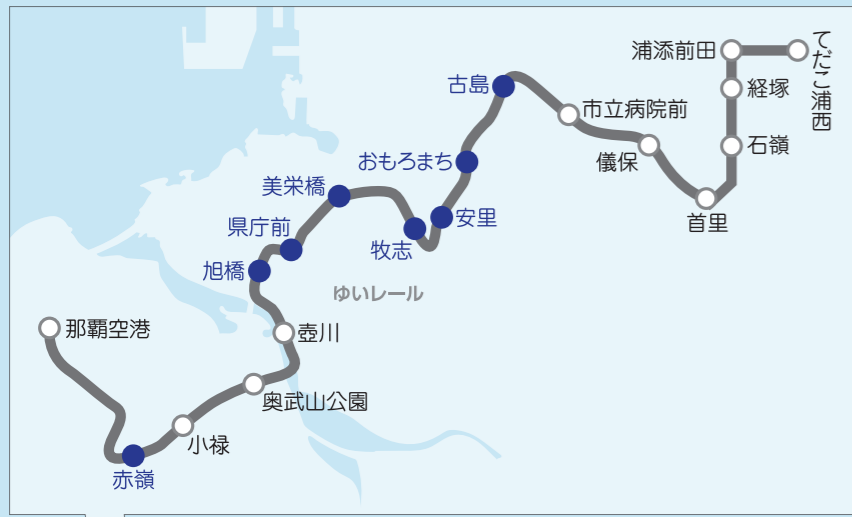 てだこ浦西
浦添前田
経塚
石嶺
首里
儀保
市立病院前
古島
おもろまち
安里
牧志
美栄橋
県庁前
旭橋
ゆいレール
壺川
奥武山公園
小禄
赤嶺
那覇空港